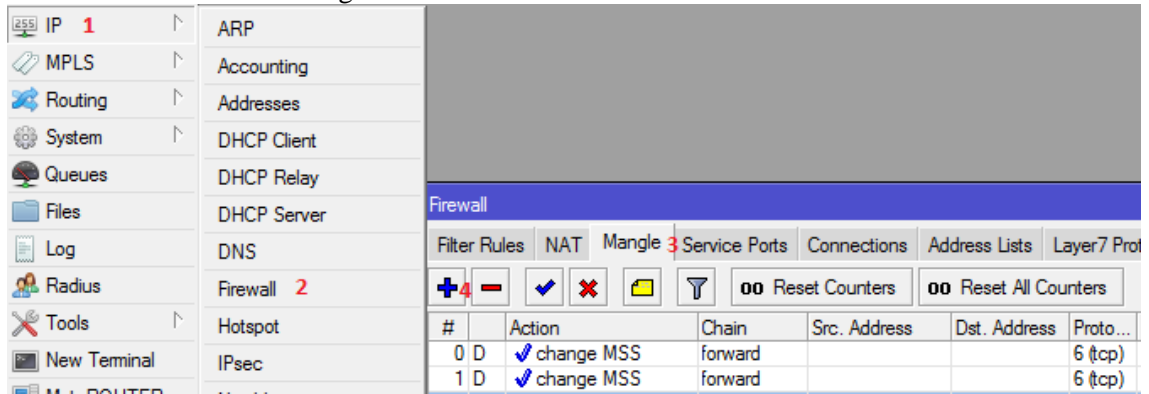 IP 1
MPLS
Routing
System
Queues
Files
Log
Radius
Tools
New Terminal
ARP
Accounting
Addresses
DHCP Client
DHCP Relay
DHCP Server
DNS
Firewall 2
Hotspot
IPsec
Firewall
Filter Rules NAT Mangle 3 Service Ports Connections Address Lists Layer7
4 00 Reset Counters 00 Reset All Counters
# Action Chain Src. Address Dst. Address Proto...
0 D change MSS forward 6 (tcp)
1 D change MSS forward 6 (tcp)